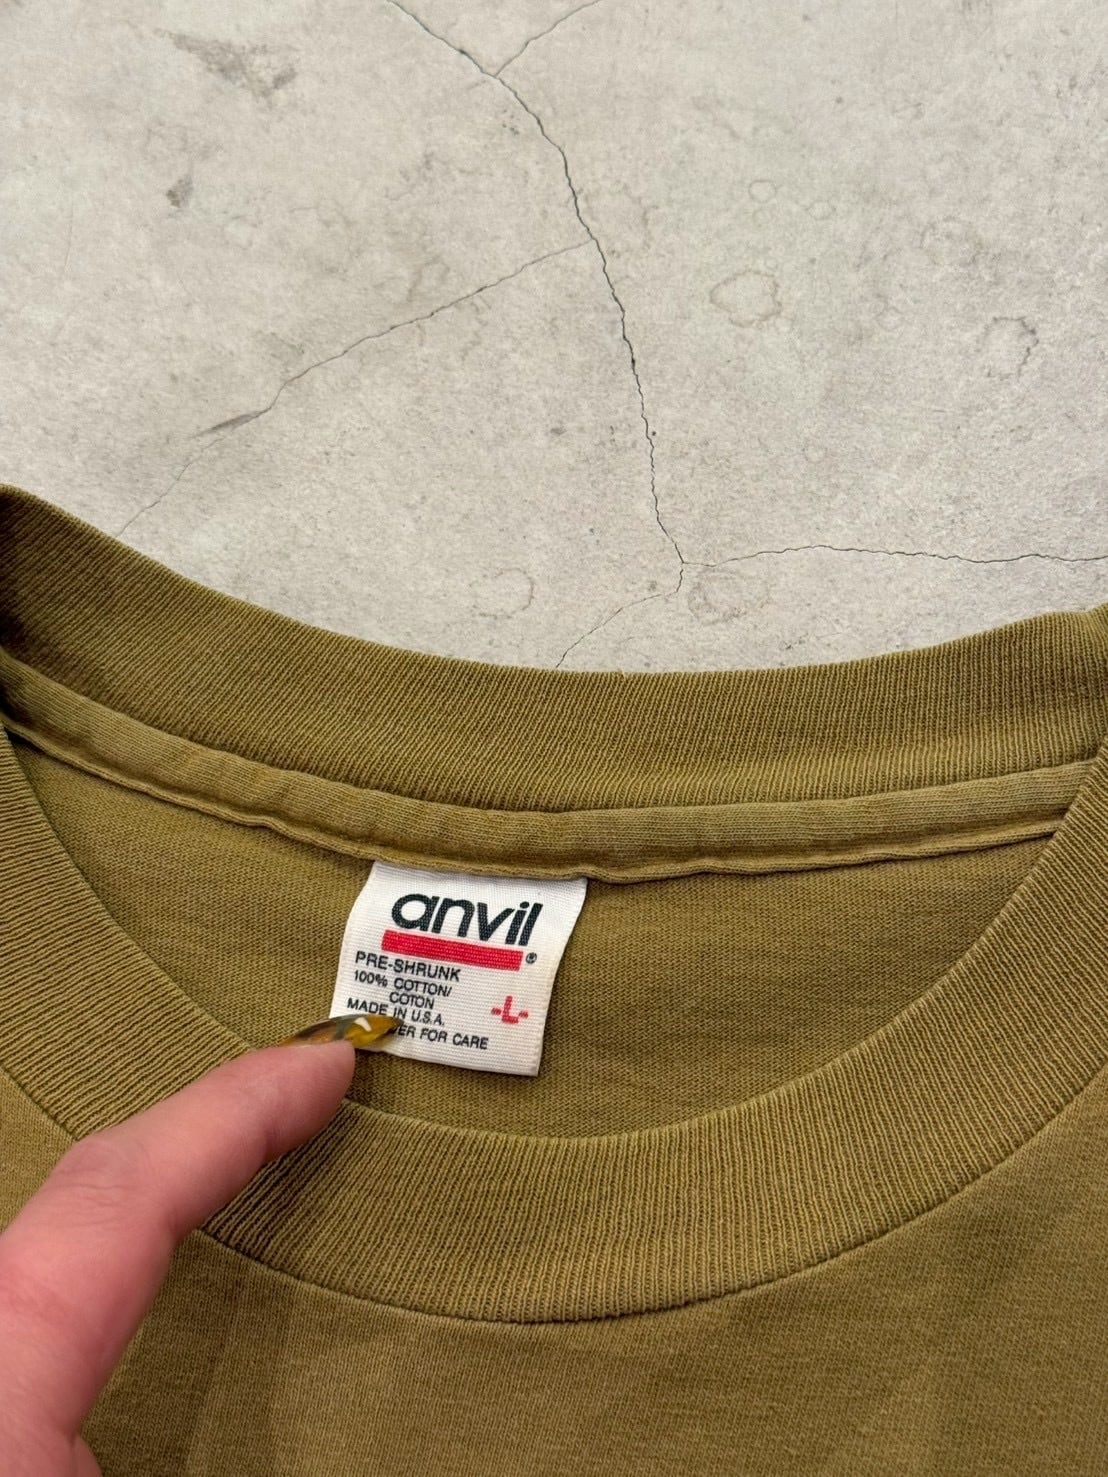 anvil®
PRE-SHRUNK
100% COTTON/
COTON
MADE IN U.S.A.
FOR CARE
-L-